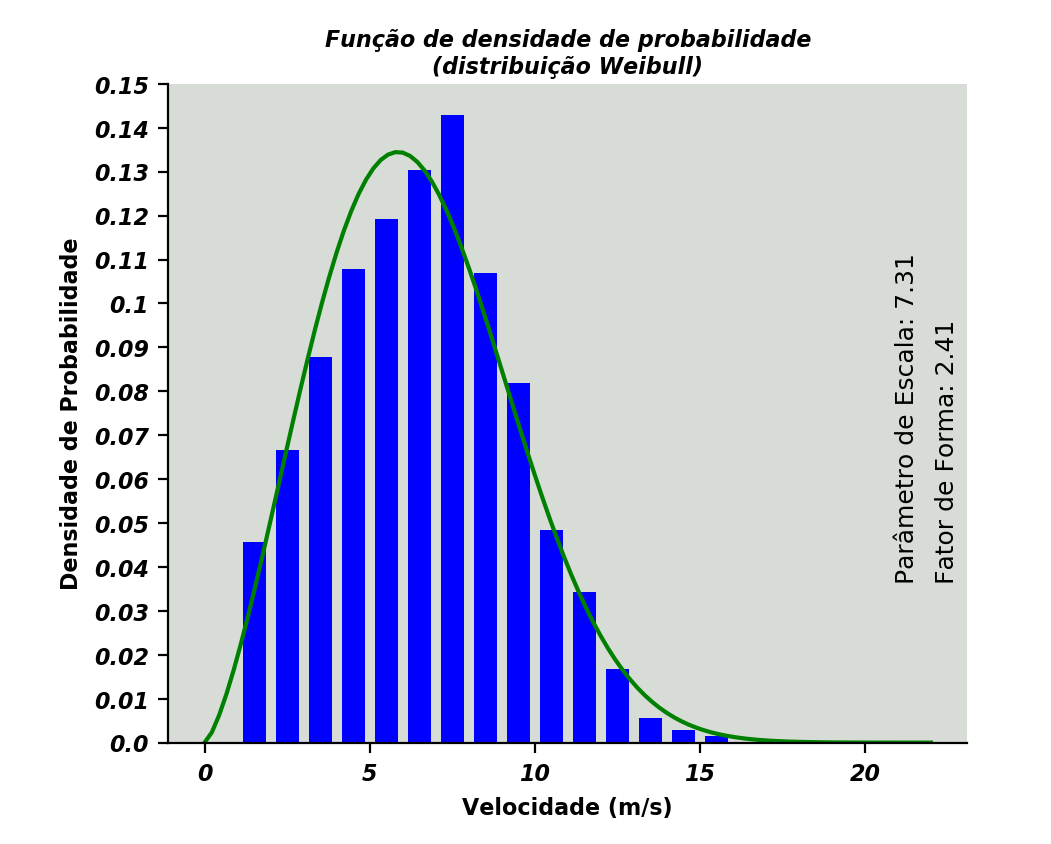 Função de densidade de probabilidade
(distribuição Weibull)
0.15
0.14
0.13
0.12
0.11
0.1
0.09
0.08
0.07
0.06
0.05
0.04
0.03
0.02
0.01
0.0
Densidade de Probabilidade
Parâmetro de Escala: 7.31
Fator de Forma: 2.41
0 5 10 15 20
Velocidade (m/s)